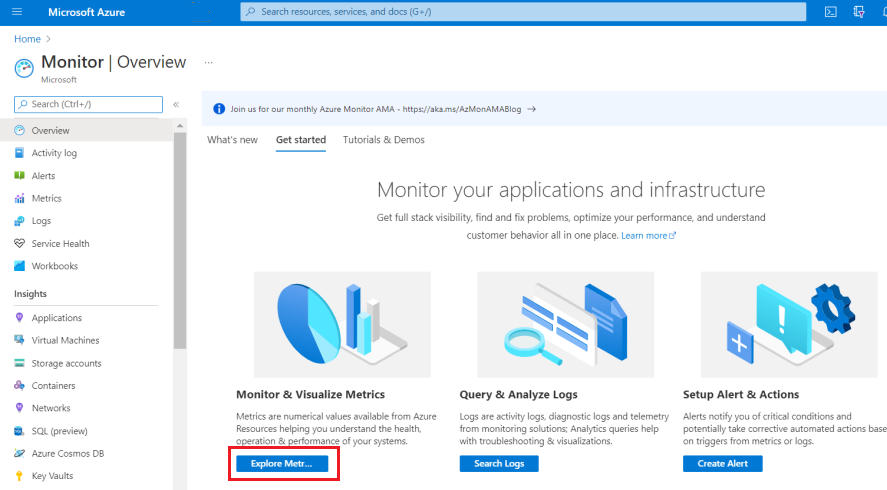 Microsoft Azure
Search resources, services, and docs (G+/)
Home >
Monitor | Overview ...
Microsoft
Search (Ctrl+/)
«
Overview
Activity log
Alerts
Metrics
Logs
Service Health
Workbooks
Insights
Applications
Virtual Machines
Storage accounts
Containers
Networks
SQL (preview)
Azure Cosmos DB
Key Vaults
Join us for our monthly Azure Monitor AMA - https://aka.ms/AzMonAMABlog →
What's new Get started Tutorials & Demos
Monitor your applications and infrastructure
Get full stack visibility, find and fix problems, optimize your performance, and understand
customer behavior all in one place. Learn more
Monitor & Visualize Metrics
Metrics are numerical values available from Azure
Resources helping you understand the health,
operation & performance of your systems.
Explore Metr...
Query & Analyze Logs
Logs are activity logs, diagnostic logs and telemetry
from monitoring solutions; Analytics queries help
with troubleshooting & visualizations.
Search Logs
Setup Alert & Actions
Alerts notify you of critical conditions and
potentially take corrective automated actions base
on triggers from metrics or logs.
Create Alert